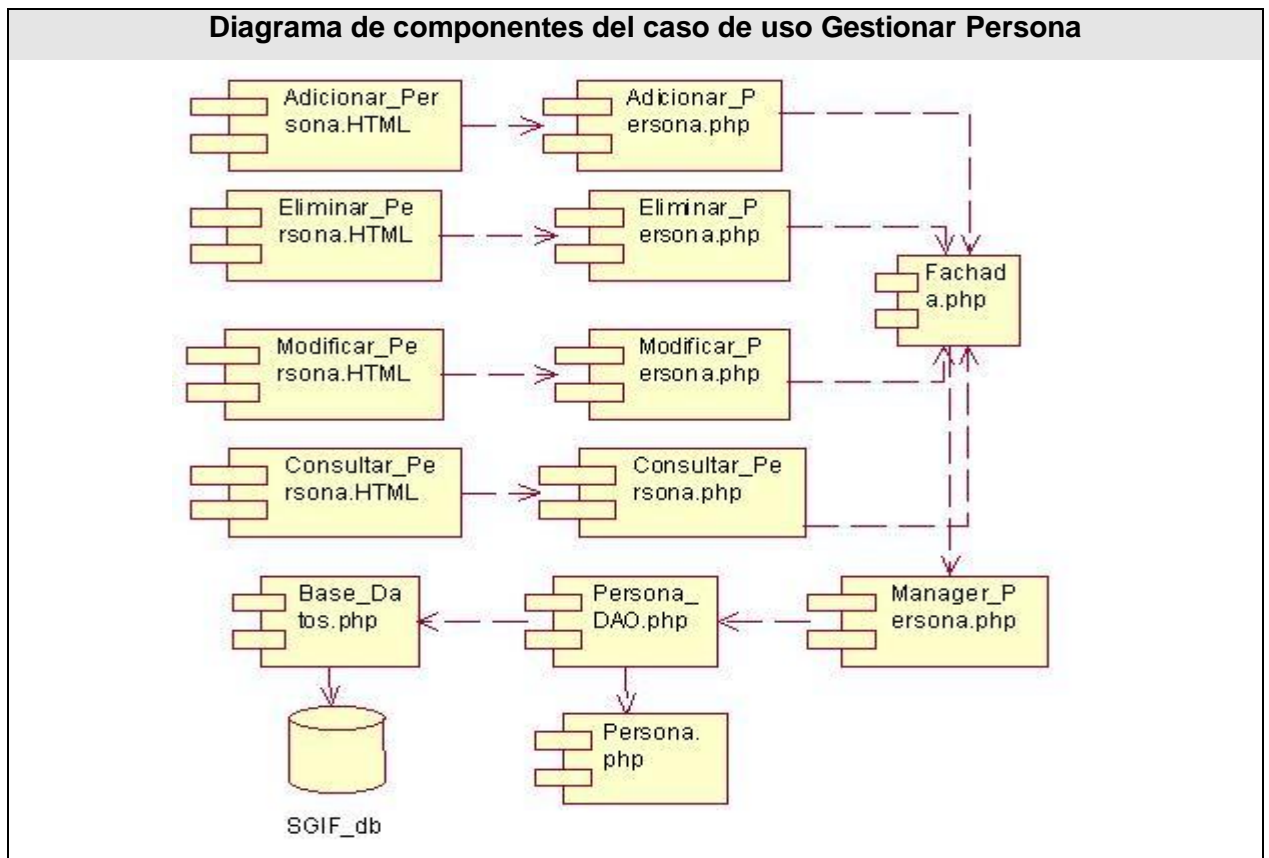 Diagrama de componentes del caso de uso Gestionar Persona
Adicionar_Per
sona.HTML
Adicionar_P
ersona.php
Eliminar_Pe
rsona.HTML
Eliminar_P
ersona.php
Fachad
a.php
Modificar_Pe
rsona.HTML
Modificar_P
ersona.php
Consultar_Pe
rsona.HTML
Consultar_Pe
rsona.php
Base_Da
tos.php
Persona_
DAO.php
Manager_P
ersona.php
Persona.
php
SGIF_db